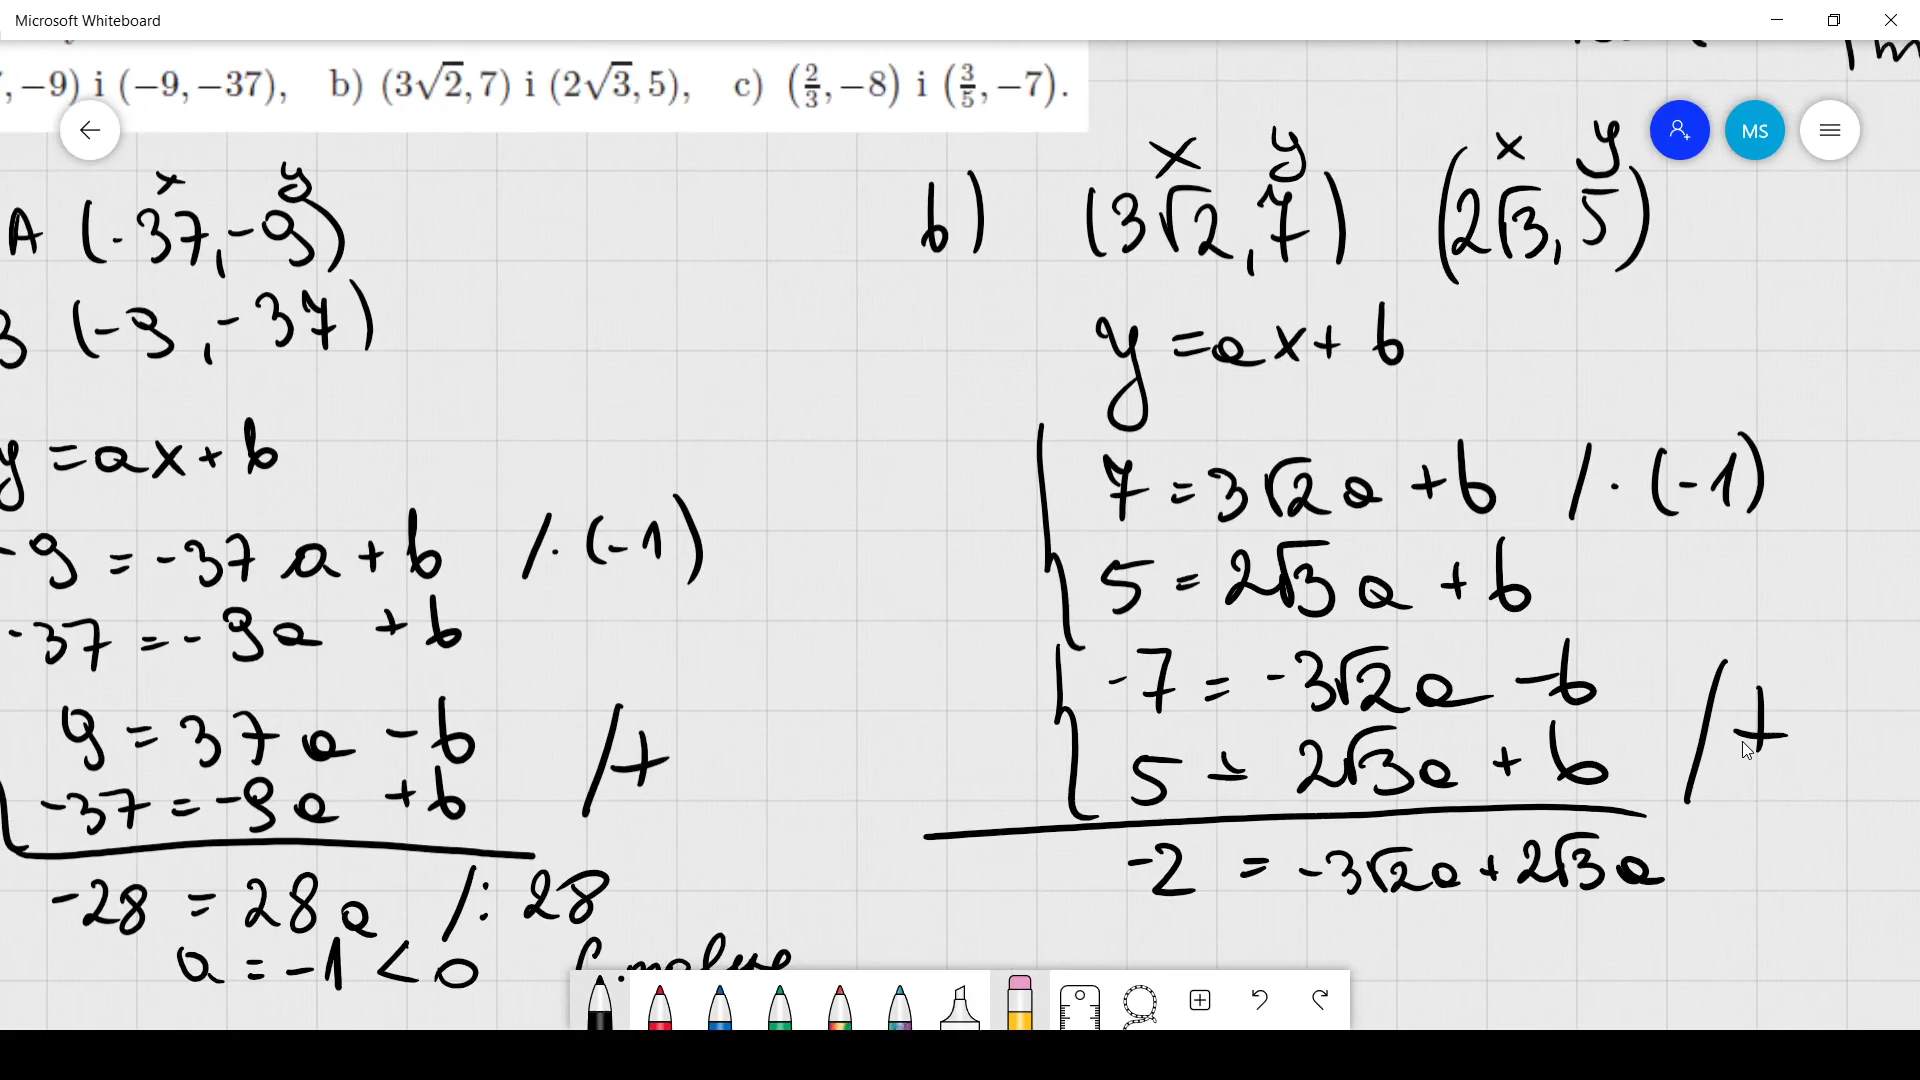 Microsoft Whiteboard
, −9) i (−9, −37), b) (3√2, 7) i (2√3, 5), c) (2/3, −8) i (3/5, −7).
MS
x y
A (-37, -9)
B (-9, -37)
y = ax + b
-9 = -37a + b /·(-1)
-37 = -9a + b
9 = 37a - b
-37 = -9a + b /+
-28 = 28a /: 28
a = -1 < 0
b) x y x y
(3√2, 7) (2√3, 5)
y = ax + b
7 = 3√2a + b /·(-1)
5 = 2√3a + b
-7 = -3√2a - b
5 = 2√3a + b /+
-2 = -3√2a + 2√3a